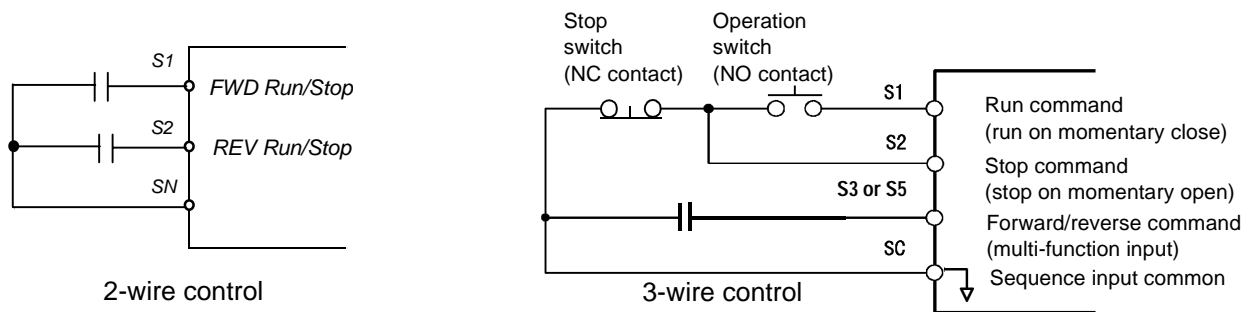 S1
FWD Run/Stop
S2
REV Run/Stop
SN
2-wire control
Stop
switch
(NC contact)
Operation
switch
(NO contact)
S1
Run command
(run on momentary close)
S2
Stop command
(stop on momentary open)
S3 or S5
Forward/reverse command
(multi-function input)
SC
Sequence input common
3-wire control